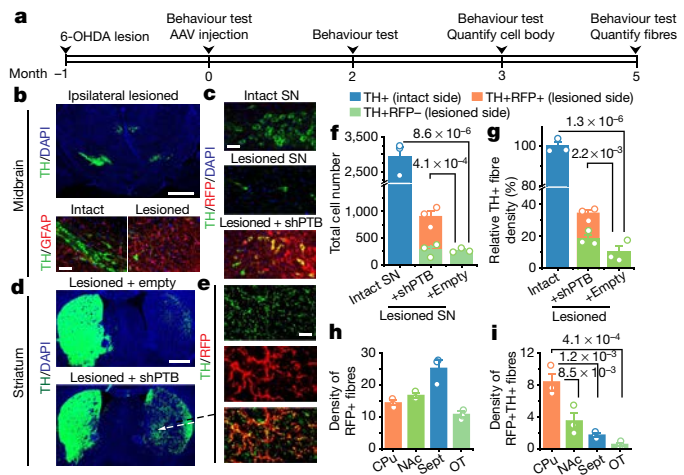 a
6-OHDA lesion
Behaviour test
AAV injection
Behaviour test
Behaviour test
Quantify cell body
Behaviour test
Quantify fibres
Month −1 0 2 3 5
b
Ipsilateral lesioned
Midbrain
TH/DAPI
Intact
Lesioned
TH/GFAP
c
Intact SN
Lesioned SN
Lesioned + shPTB
TH/RFP/DAPI
d
Lesioned + empty
Lesioned + shPTB
Striatum
TH/DAPI
e
TH/RFP
TH+ (intact side)
TH+RFP+ (lesioned side)
TH+RFP− (lesioned side)
f
Total cell number
3,500
2,500
1,000
500
0
8.6 × 10−6
4.1 × 10−4
Intact SN
+shPTB
+Empty
Lesioned SN
g
Relative TH+ fibre
density (%)
100
80
40
20
0
1.3 × 10−6
2.2 × 10−3
Intact
+shPTB
+Empty
Lesioned
h
Density of
RFP+ fibres
30
20
10
0
CPu
NAc
Sept
OT
i
Density of
RFP+TH+ fibres
12
8
4
0
4.1 × 10−4
1.2 × 10−3
8.5 × 10−3
CPu
NAc
Sept
OT